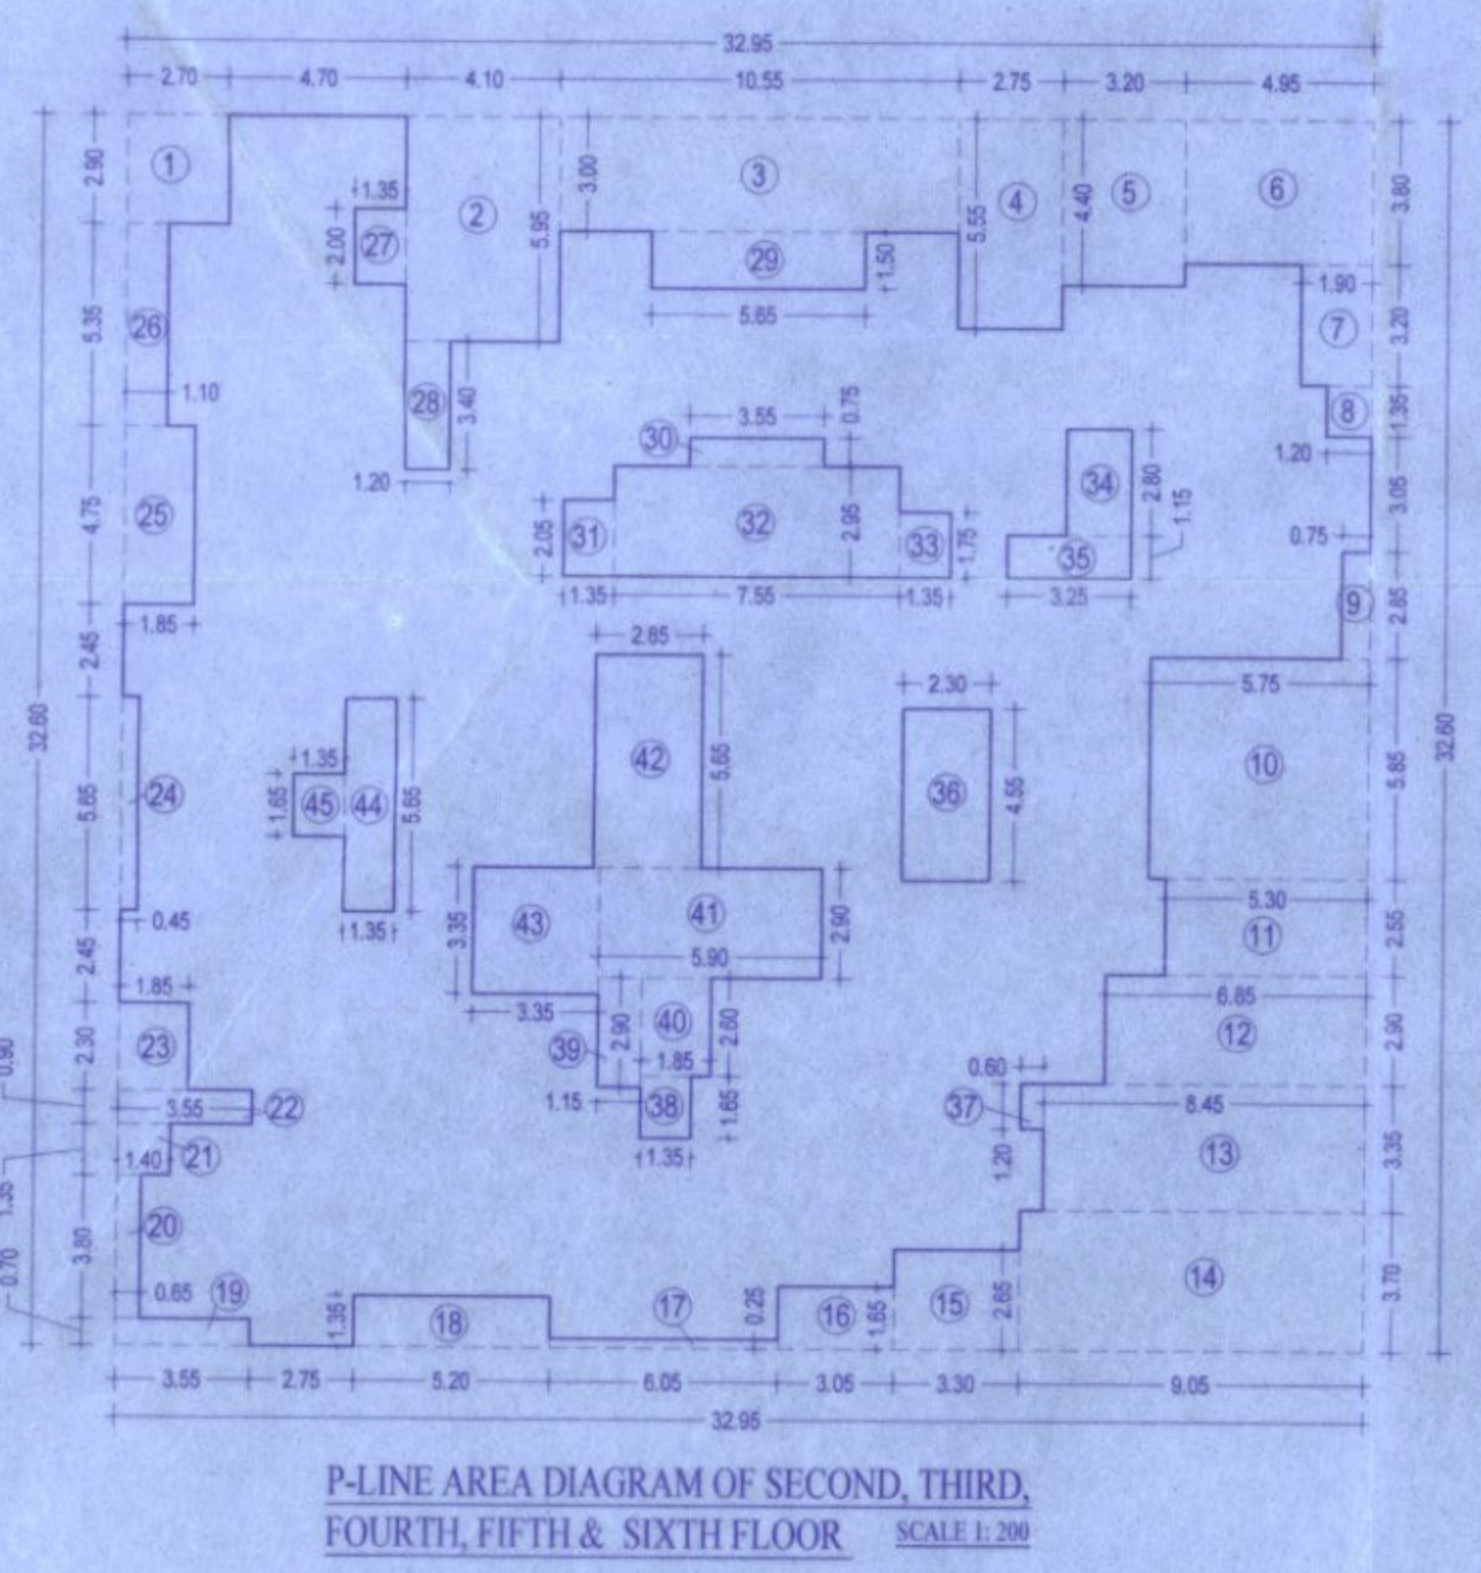 32.95
2.70 4.70 4.10 10.55 2.75 3.20 4.95
2.90 1 1.35 2 5.95 3.00 3 5.55 4 4.40 5 6 3.80
2.00 27 29 1.50
5.35 26 5.65 1.90 7 3.20
1.10 28 3.40 3.55 0.75 8 1.35
30 1.20
1.20 34 2.80 3.05
4.75 25 2.05 31 32 2.95 33 1.75 1.15 0.75
35
1.35 7.55 1.35 3.25 9 2.85
1.85 2.85
2.45 2.30 5.75
32.60 32.60
1.35 42 5.65 36 4.55 10 5.85
5.65 24 1.65 45 44 5.65
0.45 1.35 3.35 43 41 2.90 5.30
2.45 5.90 11 2.55
1.85 3.35 6.85
2.30 23 39 2.90 40 2.60 12 2.90
0.90 1.85 0.60
3.55 22 1.15 38 1.65 37 8.45
1.35 1.40 21 1.35 1.20 13 3.35
3.80 20
0.70 0.65 19 14 3.70
1.35 18 17 0.25 16 1.65 15 2.65
3.55 2.75 5.20 6.05 3.05 3.30 9.05
32.95
P-LINE AREA DIAGRAM OF SECOND, THIRD,
FOURTH, FIFTH & SIXTH FLOOR SCALE 1: 200